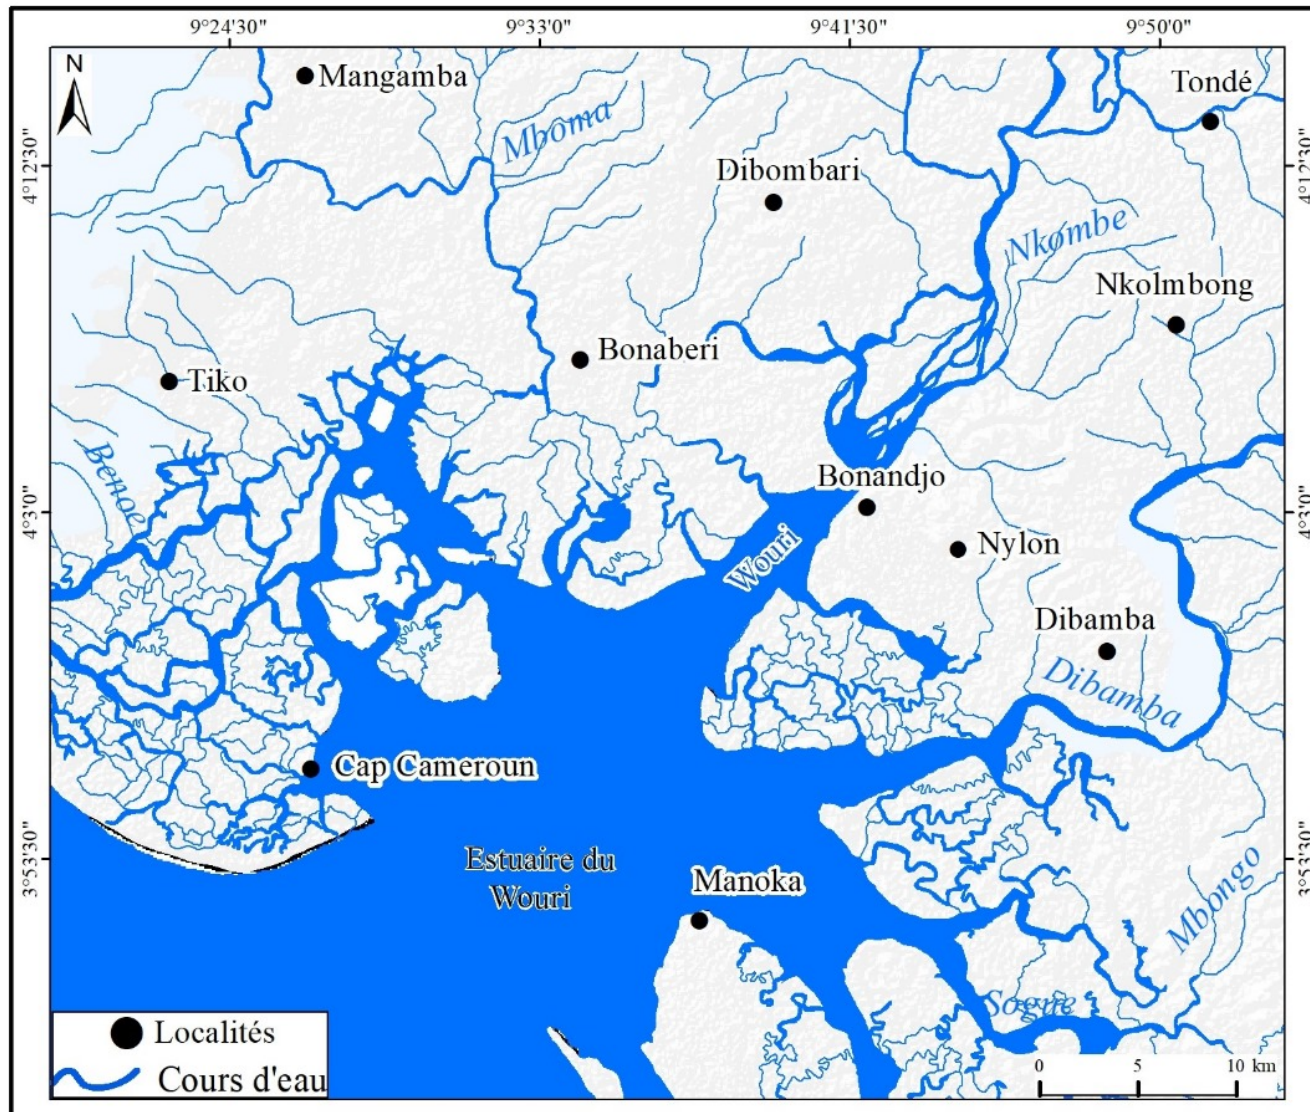 9°24'30"
9°33'0"
9°41'30"
9°50'0"
N
Mangamba
Mboma
Tondé
4°12'30"
4°12'30"
Dibombari
Nkombe
Nkolmbong
Bonaberi
Tiko
Benoe
Bonandjo
4°3'0"
4°3'0"
Wouri
Nylon
Dibamba
Dibamba
Cap Cameroun
Estuaire du
Wouri
Manoka
3°53'30"
3°53'30"
Mbongo
Sogue
Localités
Cours d'eau
0 5 10 km